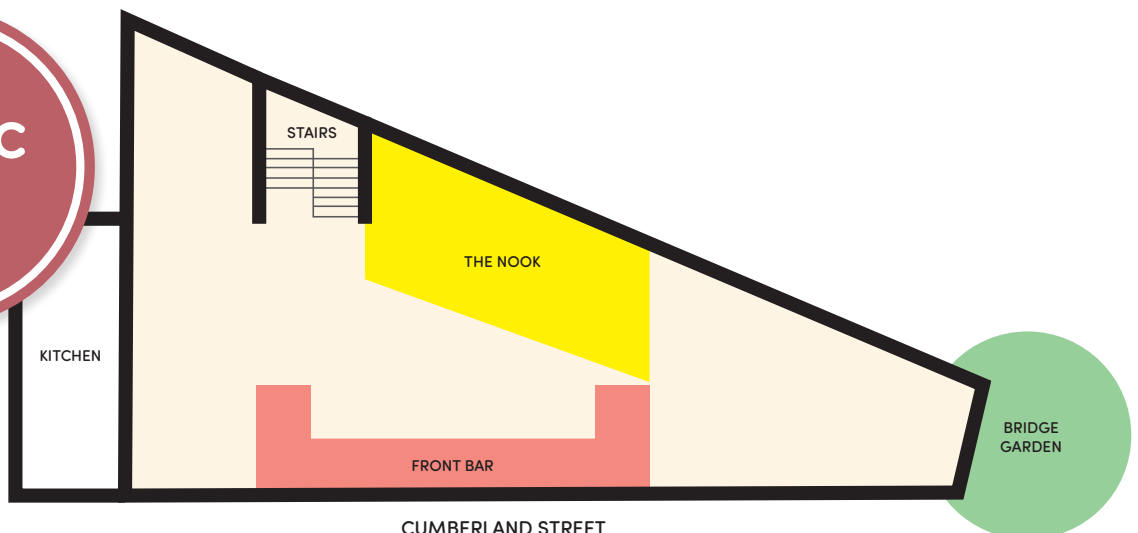 C
STAIRS
THE NOOK
KITCHEN
BRIDGE
GARDEN
FRONT BAR
CUMBERLAND STREET